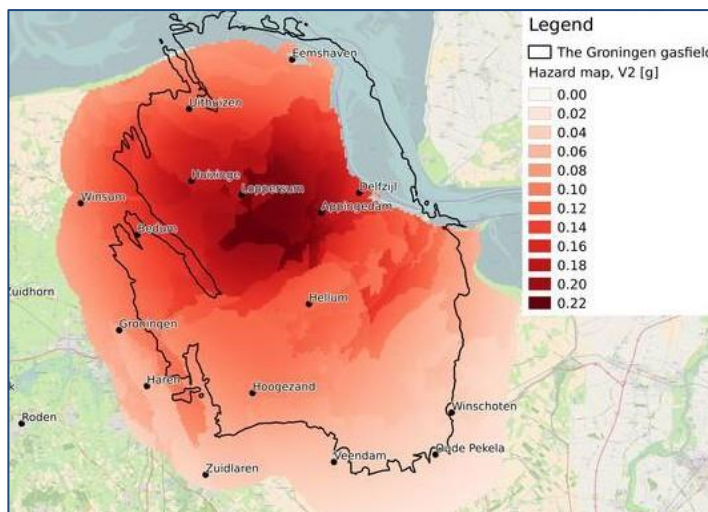 Legend
The Groningen gasfield
Hazard map, V2 [g]
0.00
0.02
0.04
0.06
0.08
0.10
0.12
0.14
0.16
0.18
0.20
0.22
Eemshaven
Uithuizen
Huizinge
Loppersum
Delfzijl
Winsum
Appingedam
Bedum
Zuidhorn
Hellum
Groningen
Haren
Hoogezand
Roden
Winschoten
Oude Pekela
Veendam
Zuidlaren